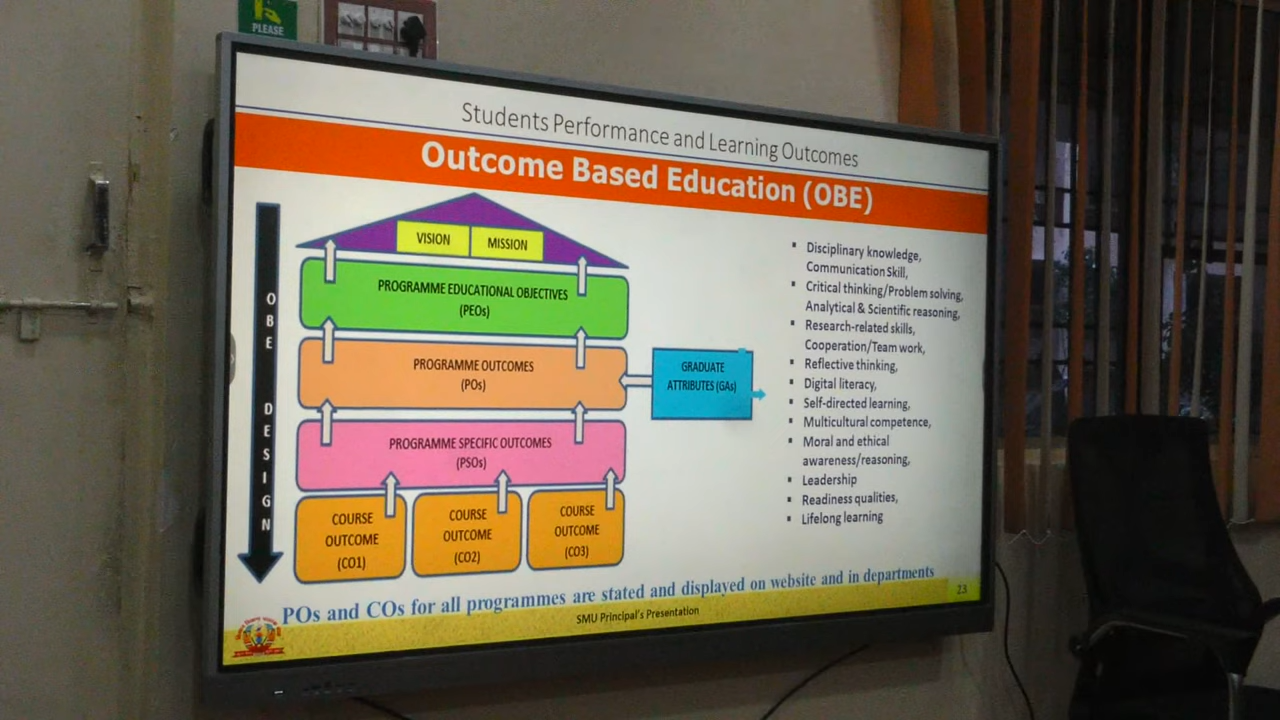 PLEASE
Students Performance and Learning Outcomes
Outcome Based Education (OBE)
OBE DESIGN
VISION
MISSION
PROGRAMME EDUCATIONAL OBJECTIVES
(PEOs)
PROGRAMME OUTCOMES
(POs)
PROGRAMME SPECIFIC OUTCOMES
(PSOs)
COURSE
OUTCOME
(CO1)
COURSE
OUTCOME
(CO2)
COURSE
OUTCOME
(CO3)
GRADUATE
ATTRIBUTES (GAs)
▪ Disciplinary knowledge,
Communication Skill,
▪ Critical thinking/Problem solving,
Analytical & Scientific reasoning,
▪ Research-related skills,
Cooperation/Team work,
▪ Reflective thinking,
▪ Digital literacy,
▪ Self-directed learning,
▪ Multicultural competence,
▪ Moral and ethical
awareness/reasoning,
▪ Leadership
▪ Readiness qualities,
▪ Lifelong learning
POs and COs for all programmes are stated and displayed on website and in departments
SMU Principal's Presentation
23